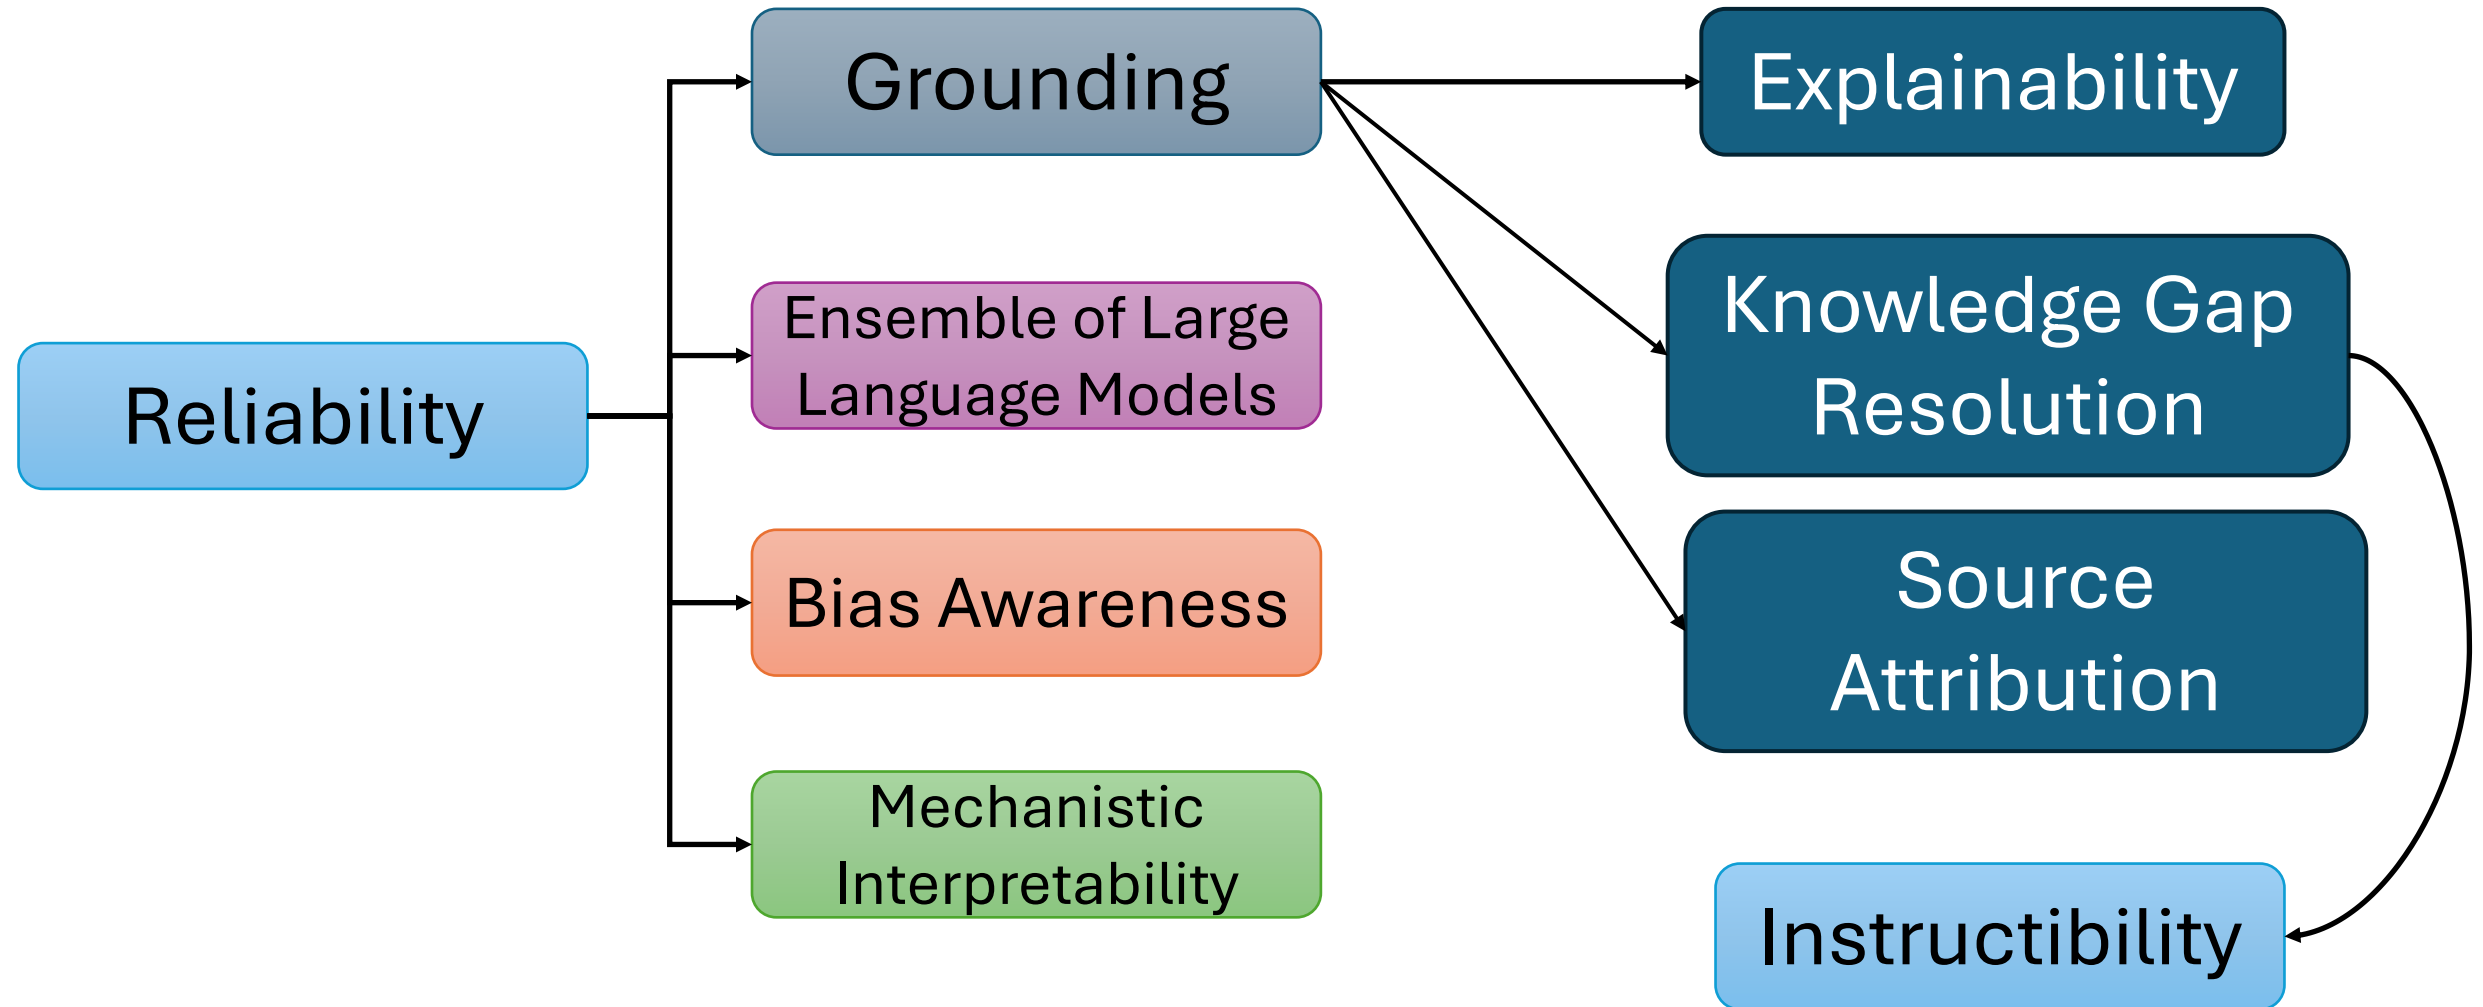 Grounding
Explainability
Ensemble of Large
Language Models
Knowledge Gap
Resolution
Reliability
Bias Awareness
Source
Attribution
Mechanistic
Interpretability
Instructibility